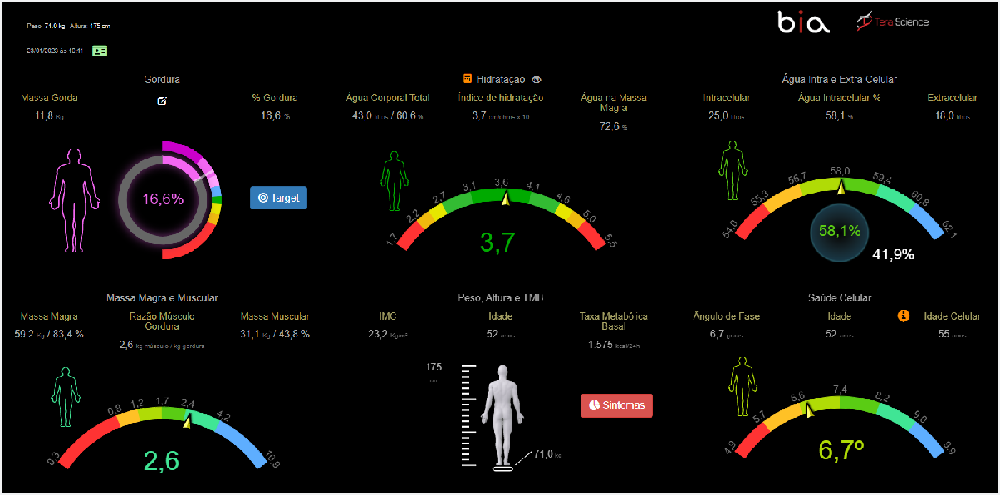 bia
Tera Science
Peso: 71.0 kg Altura: 175 cm
23/01/2023 às 10:41
Gordura
Massa Gorda
11,8 Kg
% Gordura
16,6 %
16,6%
Target
Hidratação
Água Corporal Total
43,0 litros / 60,6 %
Índice de hidratação
3,7
Água na Massa
Magra
72,6 %
1,7
2,2
2,7
3,1
3,6
4,1
4,6
5,0
5,5
3,7
Água Intra e Extra Celular
Intracelular
25,0 litros
Água Intracelular %
58,1 %
Extracelular
18,0 litros
54,0
55,3
56,7
58,0
59,4
60,8
62,1
58,1%
41,9%
Massa Magra e Muscular
Massa Magra
59,2 Kg / 83,4 %
Razão Músculo
Gordura
2,6 kg músculo / kg gordura
Massa Muscular
31,1 Kg / 43,8 %
0,3
0,8
1,2
1,7
2,4
4,2
10,9
2,6
Peso, Altura e TMB
IMC
23,2 Kg/m²
Idade
52 anos
Taxa Metabólica
Basal
1.575 kcal/24h
175
cm
71,0 kg
Sintomas
Saúde Celular
Ângulo de Fase
6,7 graus
Idade
52 anos
Idade Celular
55 anos
4,9
5,7
6,6
7,4
8,2
9,0
9,9
6,7º